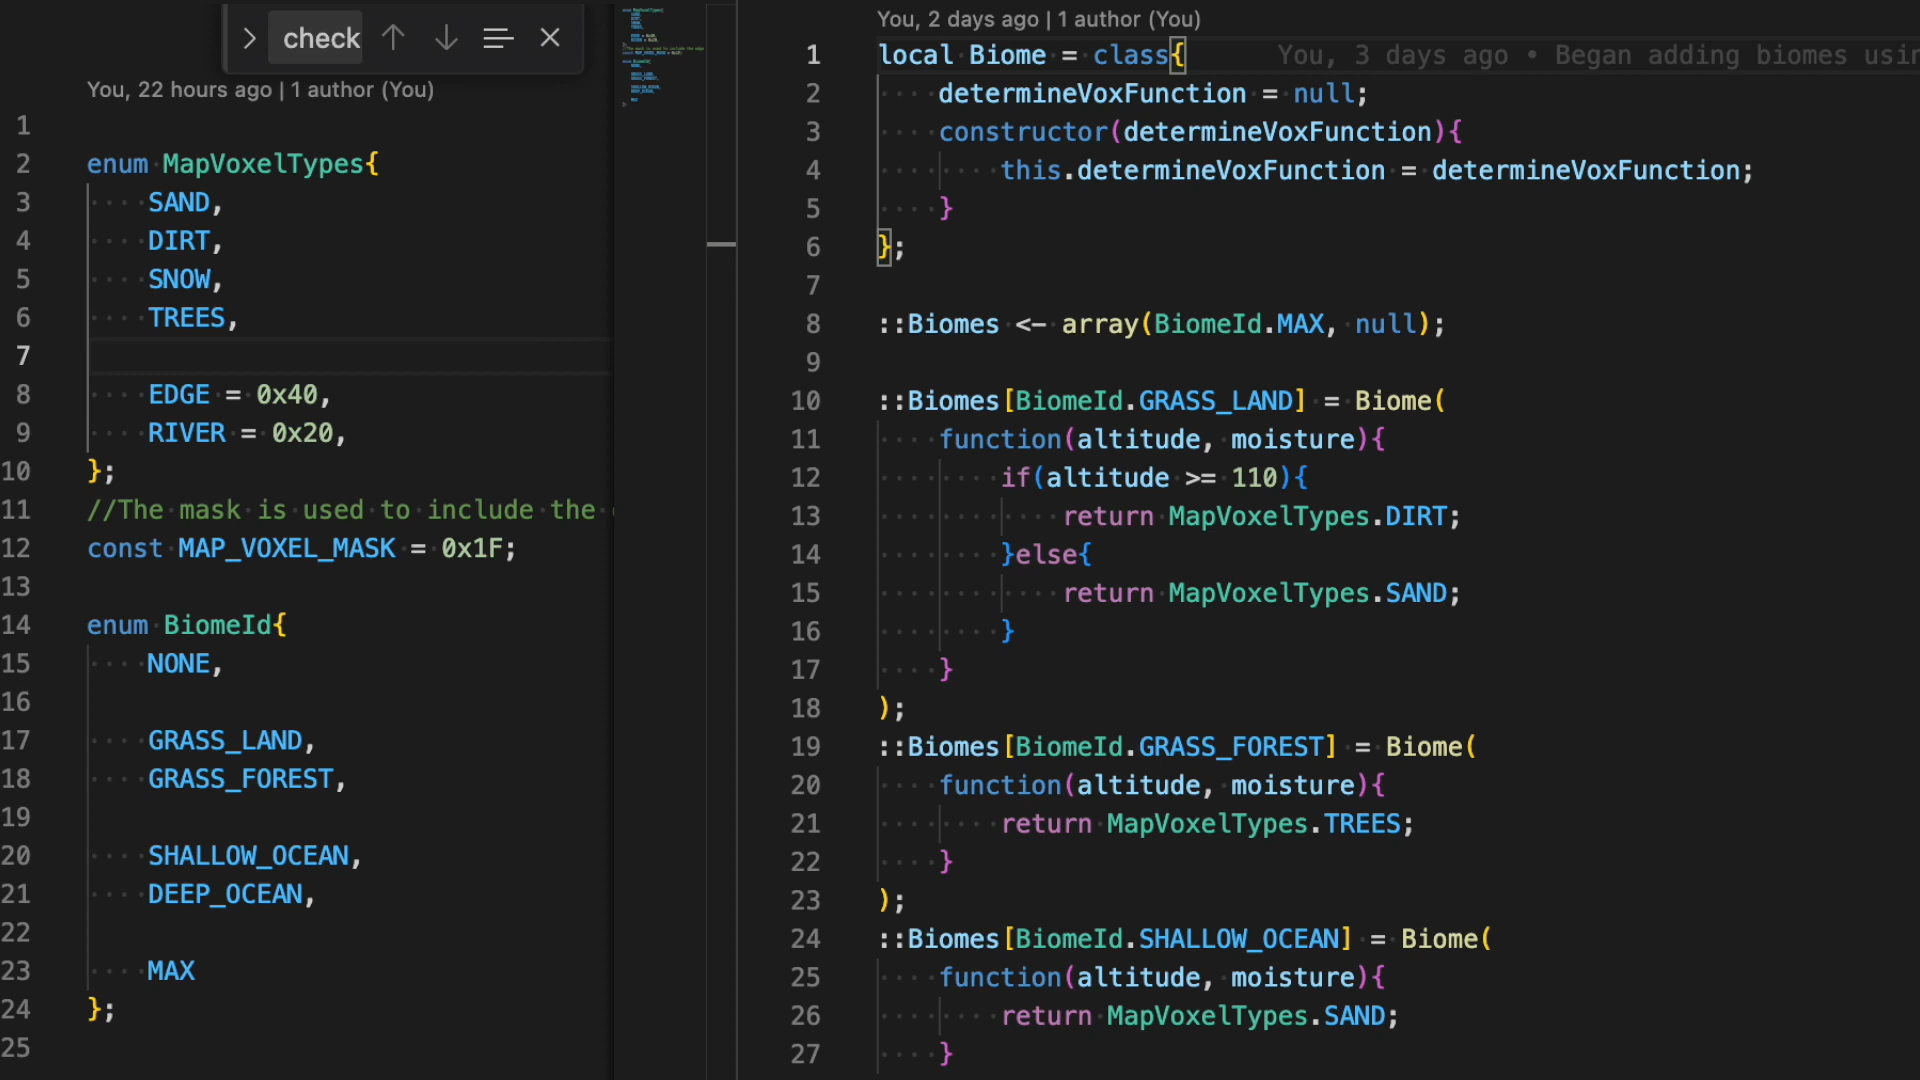 check
You, 22 hours ago | 1 author (You)
1
2 enum MapVoxelTypes{
3     SAND,
4     DIRT,
5     SNOW,
6     TREES,
7
8     EDGE = 0x40,
9     RIVER = 0x20,
10 };
11 //The mask is used to include the
12 const MAP_VOXEL_MASK = 0x1F;
13
14 enum BiomeId{
15     NONE,
16
17     GRASS_LAND,
18     GRASS_FOREST,
19
20     SHALLOW_OCEAN,
21     DEEP_OCEAN,
22
23     MAX
24 };
25
You, 2 days ago | 1 author (You)
1 local Biome = class{ You, 3 days ago • Began adding biomes usin
2     determineVoxFunction = null;
3     constructor(determineVoxFunction){
4         this.determineVoxFunction = determineVoxFunction;
5     }
6 };
7
8 ::Biomes <- array(BiomeId.MAX, null);
9
10 ::Biomes[BiomeId.GRASS_LAND] = Biome(
11     function(altitude, moisture){
12         if(altitude >= 110){
13             return MapVoxelTypes.DIRT;
14         }else{
15             return MapVoxelTypes.SAND;
16         }
17     }
18 );
19 ::Biomes[BiomeId.GRASS_FOREST] = Biome(
20     function(altitude, moisture){
21         return MapVoxelTypes.TREES;
22     }
23 );
24 ::Biomes[BiomeId.SHALLOW_OCEAN] = Biome(
25     function(altitude, moisture){
26         return MapVoxelTypes.SAND;
27     }